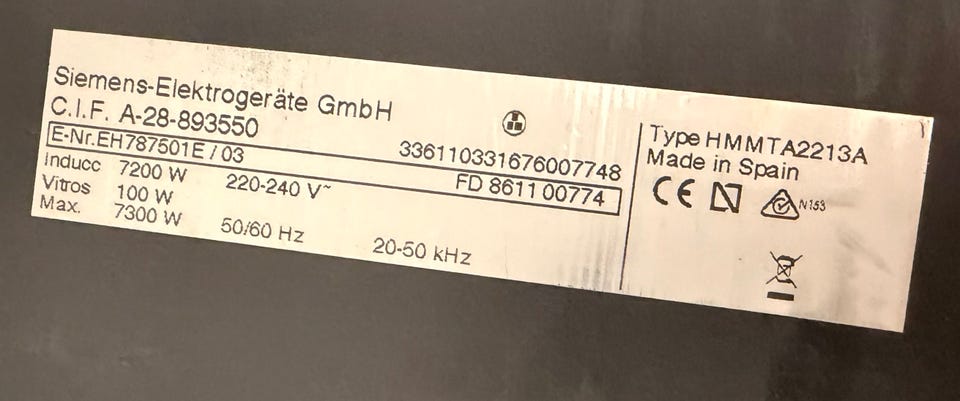 Siemens-Elektrogeräte GmbH
C.I.F. A-28-893550
336110331676007748
E-Nr.EH787501E / 03 FD 8611 00774
Inducc 7200 W 220-240 V~
Vitros 100 W
Max. 7300 W 50/60 Hz 20-50 kHz
Type HMMTA2213A
Made in Spain
CE N N153